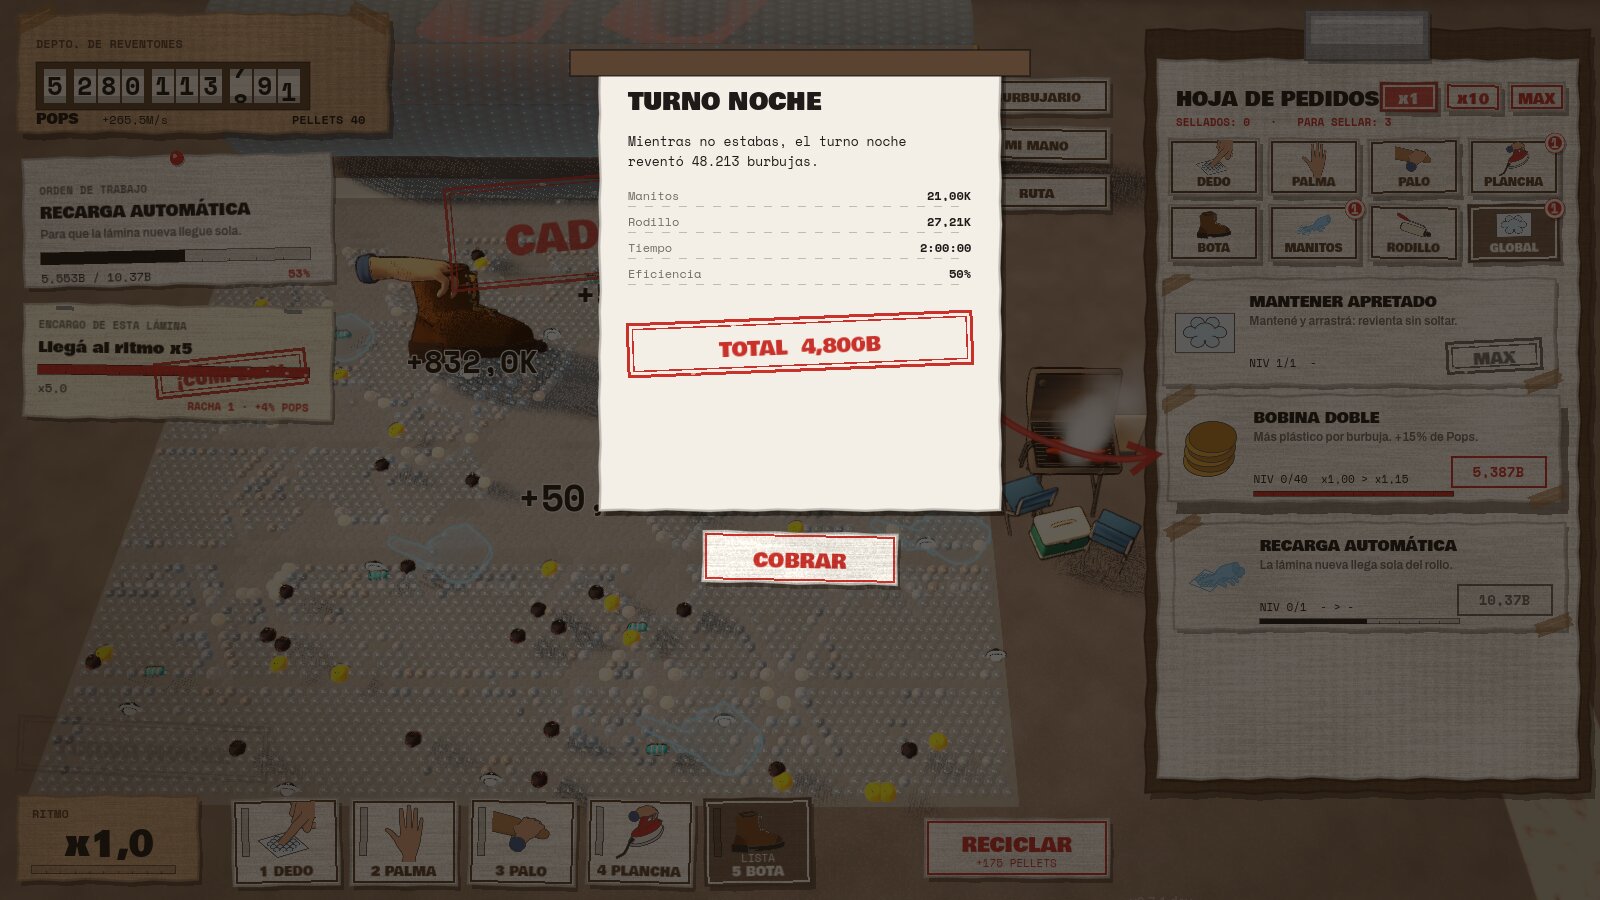 DEPTO. DE REVENTONES
5 280 113 91
POPS +265,5M/s PELLETS 40
ORDEN DE TRABAJO
RECARGA AUTOMÁTICA
Para que la lámina nueva llegue sola.
5,553B / 10,37B 53%
ENCARGO DE ESTA LÁMINA
Llegá al ritmo x5
x5,0
RACHA 1 · +4% POPS
CAD
+832,0K
+50,
TURNO NOCHE
Mientras no estabas, el turno noche
reventó 48.213 burbujas.
Manitos 21,00K
Rodillo 27,21K
Tiempo 2:00:00
Eficiencia 50%
TOTAL 4,800B
COBRAR
URBUJARIO
MI MANO
RUTA
HOJA DE PEDIDOS x1 x10 MAX
SELLADOS: 0 · PARA SELLAR: 3
DEDO
PALMA
PALO
PLANCHA 1
BOTA
MANITOS 1
RODILLO
GLOBAL 1
MANTENER APRETADO
Mantené y arrastrá: revienta sin soltar.
NIV 1/1 -
MAX
BOBINA DOBLE
Más plástico por burbuja. +15% de Pops.
NIV 0/40 x1,00 > x1,15
5,387B
RECARGA AUTOMÁTICA
La lámina nueva llega sola del rollo.
NIV 0/1 - > -
10,37B
RITMO
x1,0
1 DEDO
2 PALMA
3 PALO
4 PLANCHA
LISTA
5 BOTA
RECICLAR
+175 PELLETS